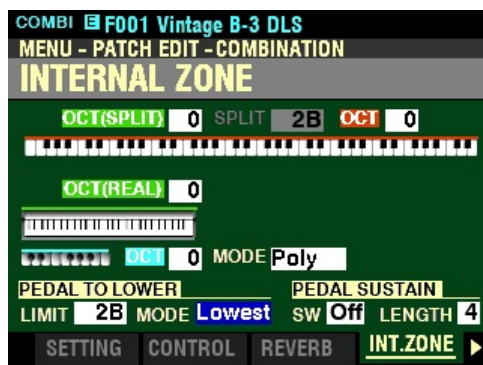 COMBI E F001 Vintage B-3 DLS
MENU - PATCH EDIT - COMBINATION
INTERNAL ZONE
OCT(SPLIT) 0 SPLIT 2B OCT 0
OCT(REAL) 0
OCT 0 MODE Poly
PEDAL TO LOWER PEDAL SUSTAIN
LIMIT 2B MODE Lowest SW Off LENGTH 4
SETTING CONTROL REVERB INT.ZONE